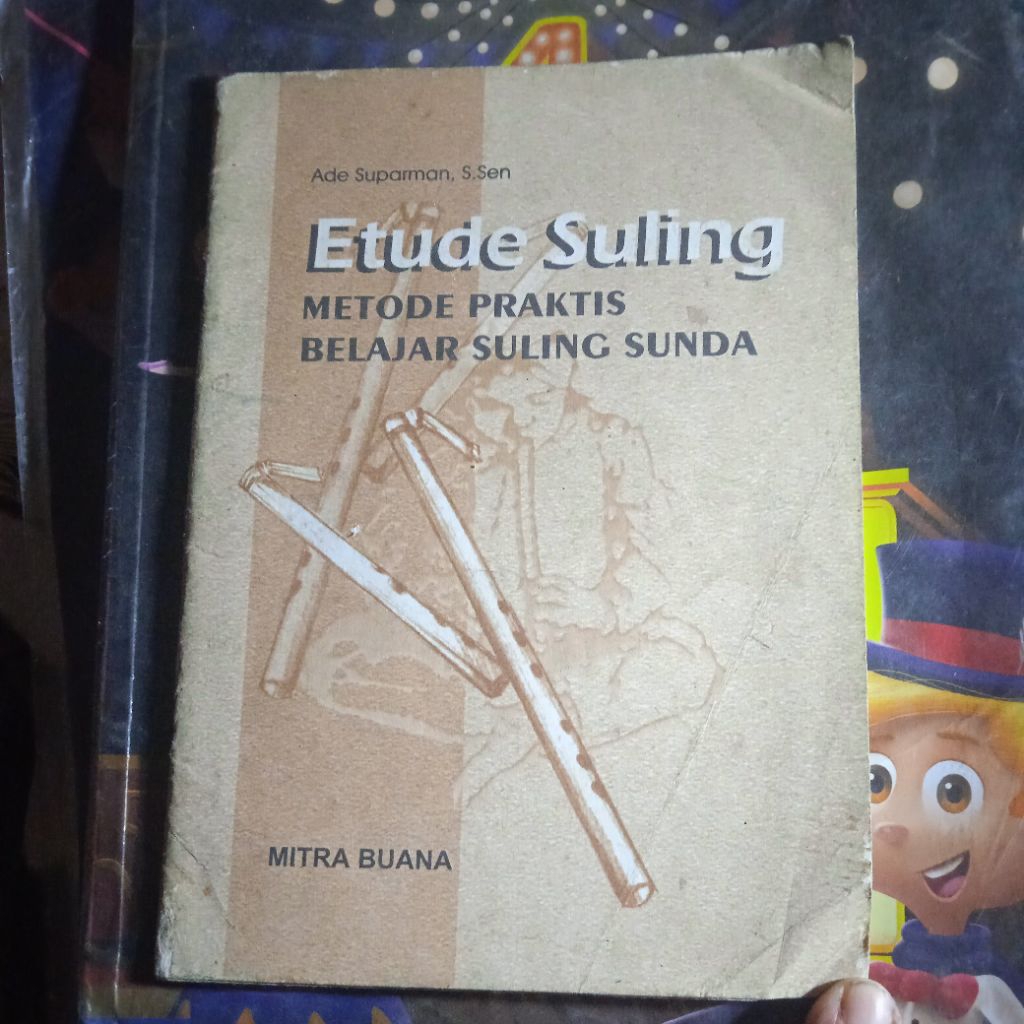 Ade Suparman, S.Sen
Etude Suling
METODE PRAKTIS
BELAJAR SULING SUNDA
MITRA BUANA